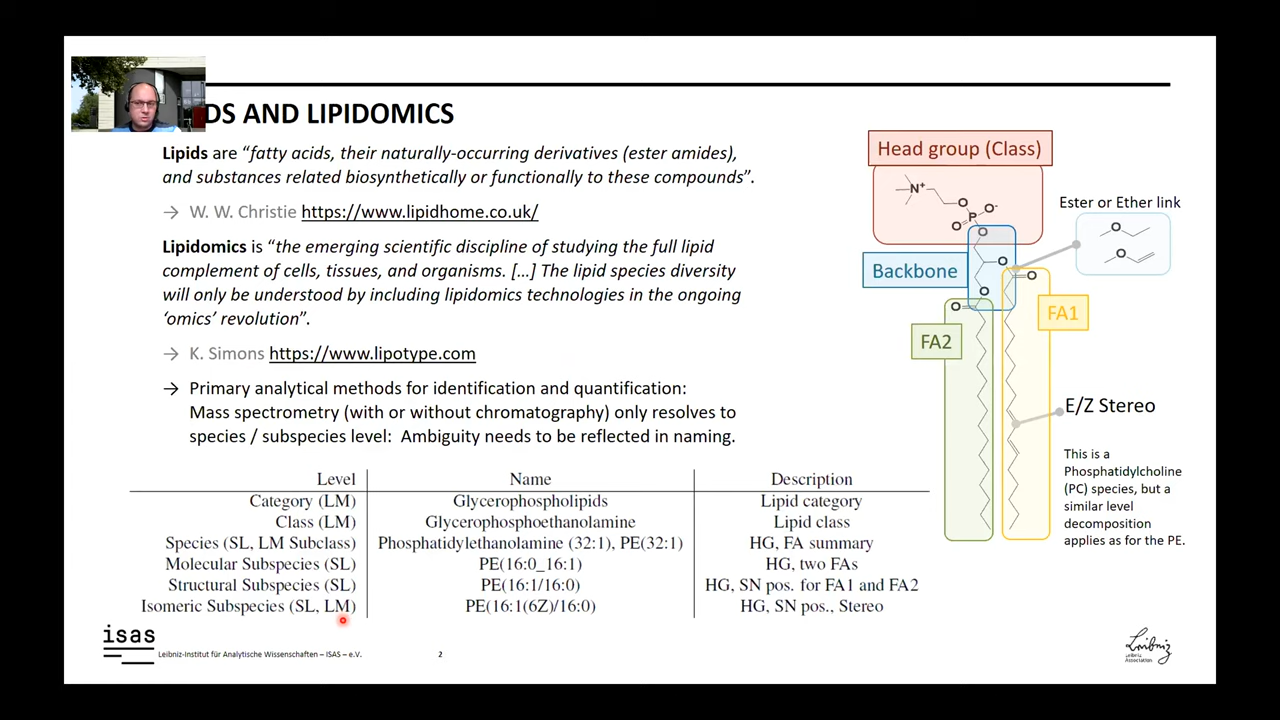 DS AND LIPIDOMICS
Lipids are “fatty acids, their naturally-occurring derivatives (ester amides),
and substances related biosynthetically or functionally to these compounds”.
→ W. W. Christie https://www.lipidhome.co.uk/
Lipidomics is “the emerging scientific discipline of studying the full lipid
complement of cells, tissues, and organisms. […] The lipid species diversity
will only be understood by including lipidomics technologies in the ongoing
‘omics’ revolution”.
→ K. Simons https://www.lipotype.com
→ Primary analytical methods for identification and quantification:
Mass spectrometry (with or without chromatography) only resolves to
species / subspecies level: Ambiguity needs to be reflected in naming.
Level Name Description
Category (LM) Glycerophospholipids Lipid category
Class (LM) Glycerophosphoethanolamine Lipid class
Species (SL, LM Subclass) Phosphatidylethanolamine (32:1), PE(32:1) HG, FA summary
Molecular Subspecies (SL) PE(16:0_16:1) HG, two FAs
Structural Subspecies (SL) PE(16:1/16:0) HG, SN pos. for FA1 and FA2
Isomeric Subspecies (SL, LM) PE(16:1(6Z)/16:0) HG, SN pos., Stereo
Head group (Class)
N+
O
O-
P
O
O
Ester or Ether link
O
O
Backbone
O
O
O
O
FA1
FA2
E/Z Stereo
This is a
Phosphatidylcholine
(PC) species, but a
similar level
decomposition
applies as for the PE.
isas
Leibniz-Institut für Analytische Wissenschaften – ISAS – e.V.
2
Leibniz
Leibniz
Association